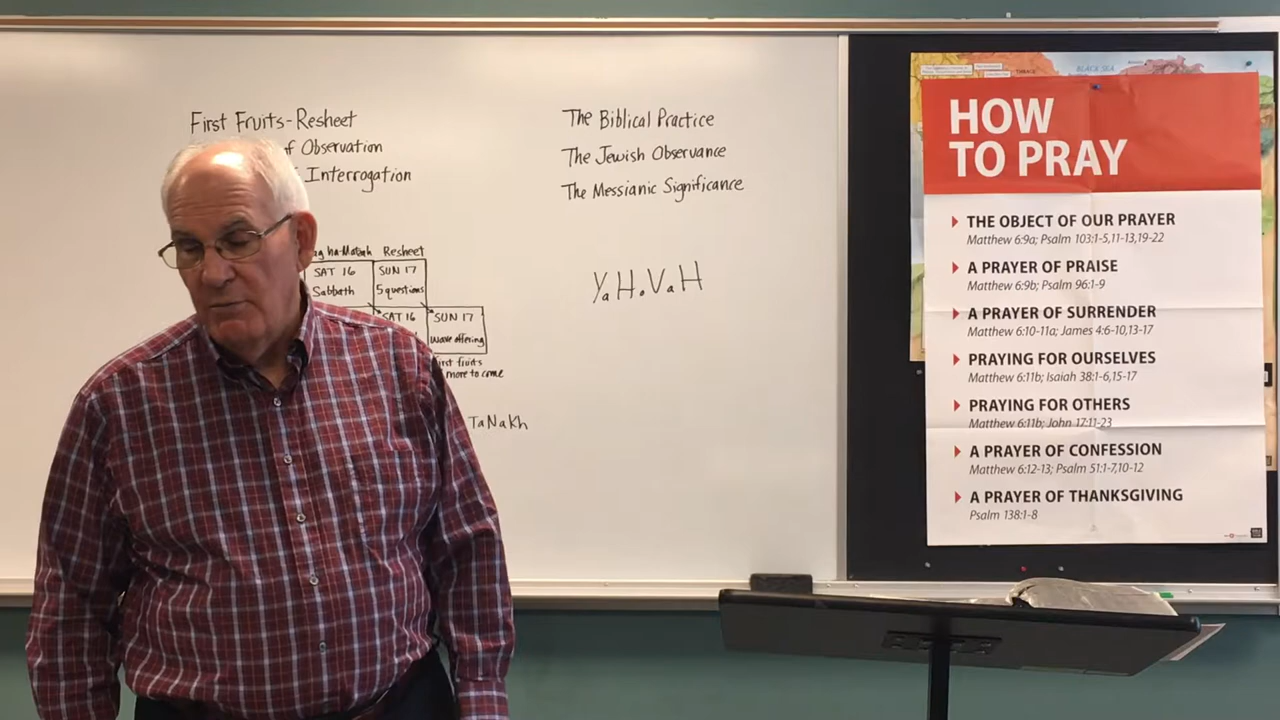 First Fruits-Resheet
of Observation
Interrogation
ha-Matzah Resheet
SAT 16
Sabbath
SUN 17
5 questions
SAT 16
SUN 17
wave offering
first fruits
more to come
TaNaKh
The Biblical Practice
The Jewish Observance
The Messianic Significance
YaHoVaH
BLACK SEA
THRACE
HOW
TO PRAY
THE OBJECT OF OUR PRAYER
Matthew 6:9a; Psalm 103:1-5,11-13,19-22
A PRAYER OF PRAISE
Matthew 6:9b; Psalm 96:1-9
A PRAYER OF SURRENDER
Matthew 6:10-11a; James 4:6-10,13-17
PRAYING FOR OURSELVES
Matthew 6:11b; Isaiah 38:1-6,15-17
PRAYING FOR OTHERS
Matthew 6:11b; John 17:11-23
A PRAYER OF CONFESSION
Matthew 6:12-13; Psalm 51:1-7,10-12
A PRAYER OF THANKSGIVING
Psalm 138:1-8